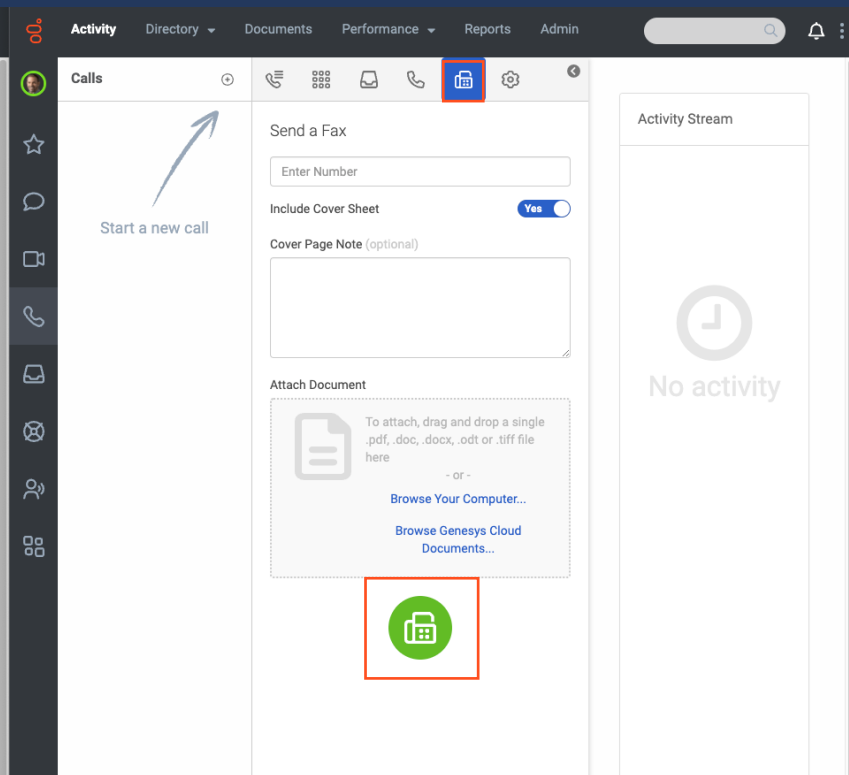 Activity
Directory
Documents
Performance
Reports
Admin
Calls
Start a new call
Send a Fax
Enter Number
Include Cover Sheet
Yes
Cover Page Note (optional)
Attach Document
To attach, drag and drop a single
.pdf, .doc, .docx, .odt or .tiff file
here
- or -
Browse Your Computer...
Browse Genesys Cloud
Documents...
Activity Stream
No activity